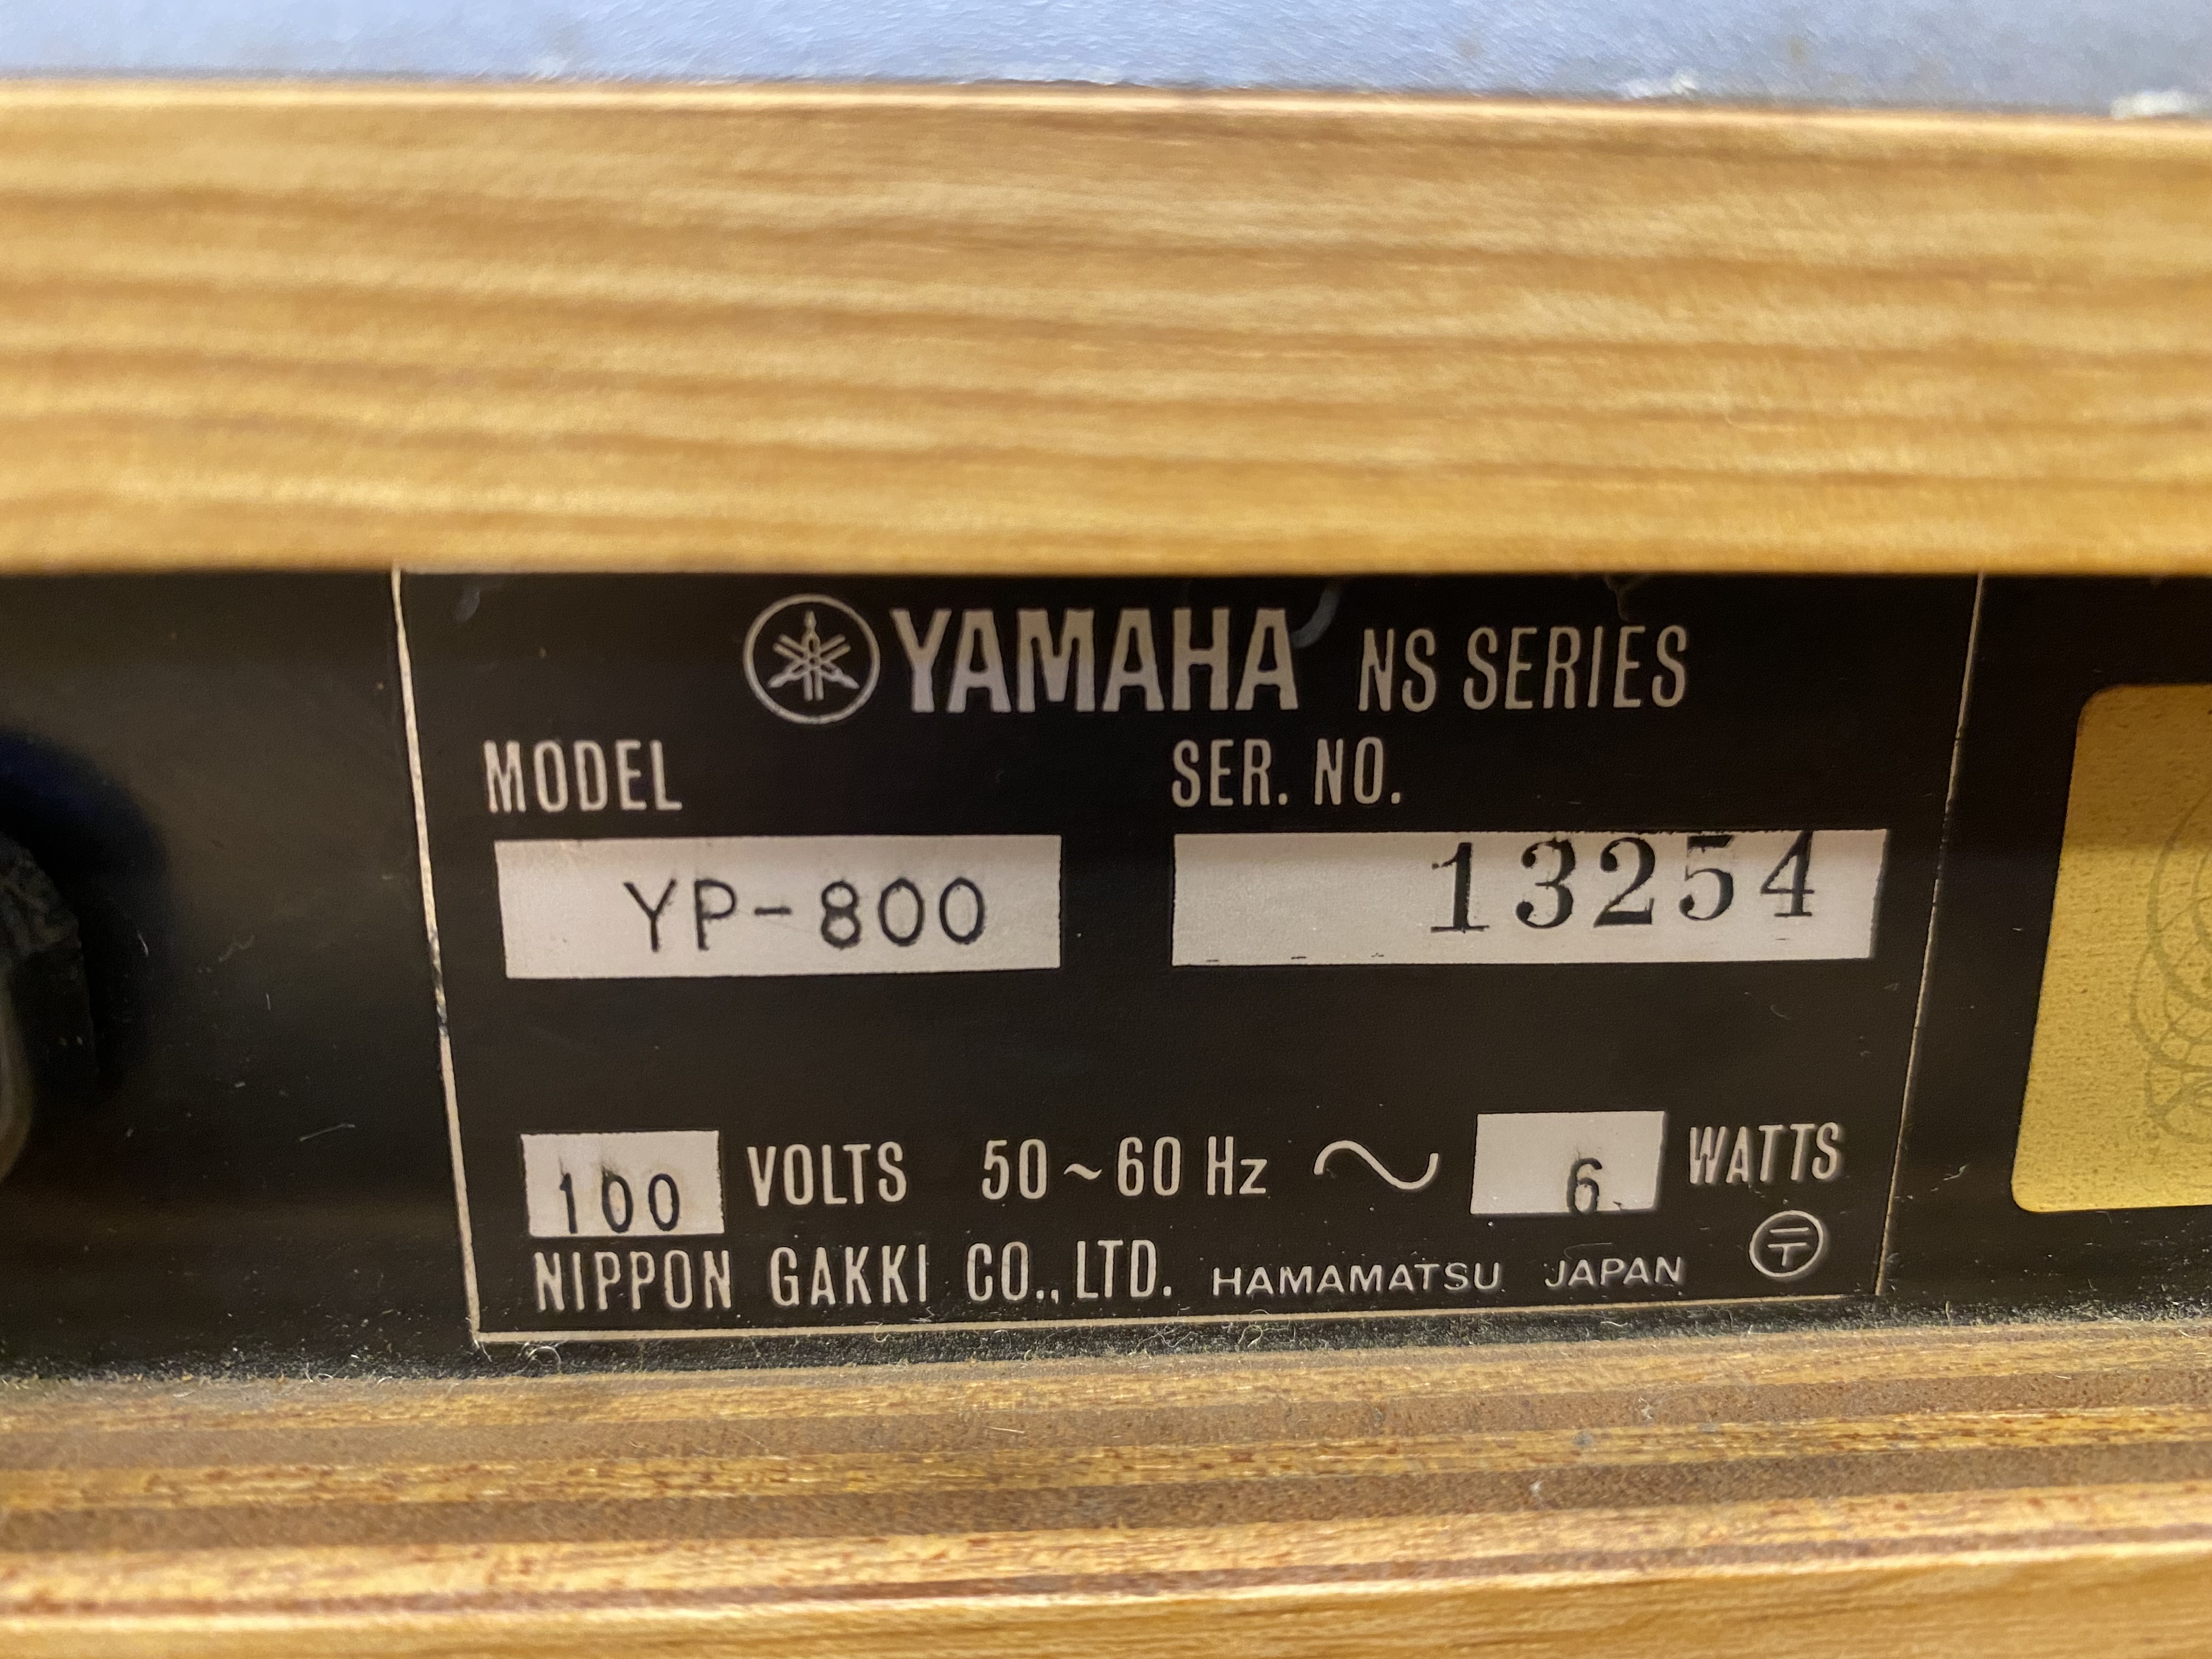 YAMAHA NS SERIES
MODEL SER. NO.
YP-800 13254
100 VOLTS 50~60 Hz ~ 6 WATTS
NIPPON GAKKI CO., LTD. HAMAMATSU JAPAN 〒